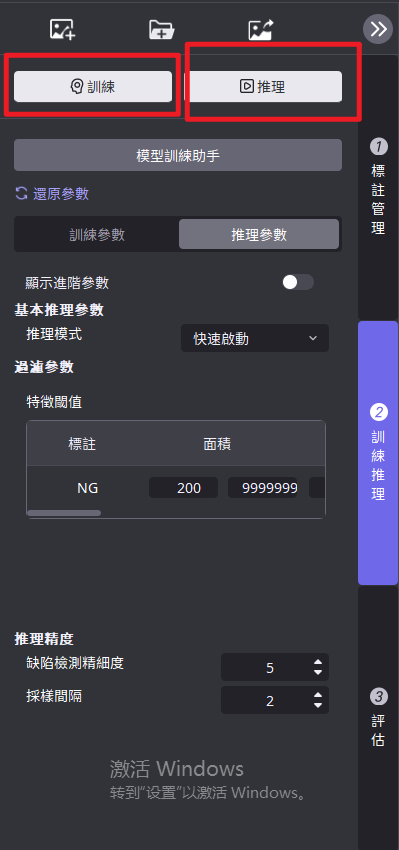 訓練
推理
模型訓練助手
還原參數
訓練參數
推理參數
顯示進階參數
基本推理參數
推理模式
快速啟動
過濾參數
特徵閾值
標註
面積
NG
200
9999999
推理精度
缺陷檢測精細度
5
採樣間隔
2
激活 Windows
转到"设置"以激活 Windows。
1
標註管理
2
訓練推理
3
評估